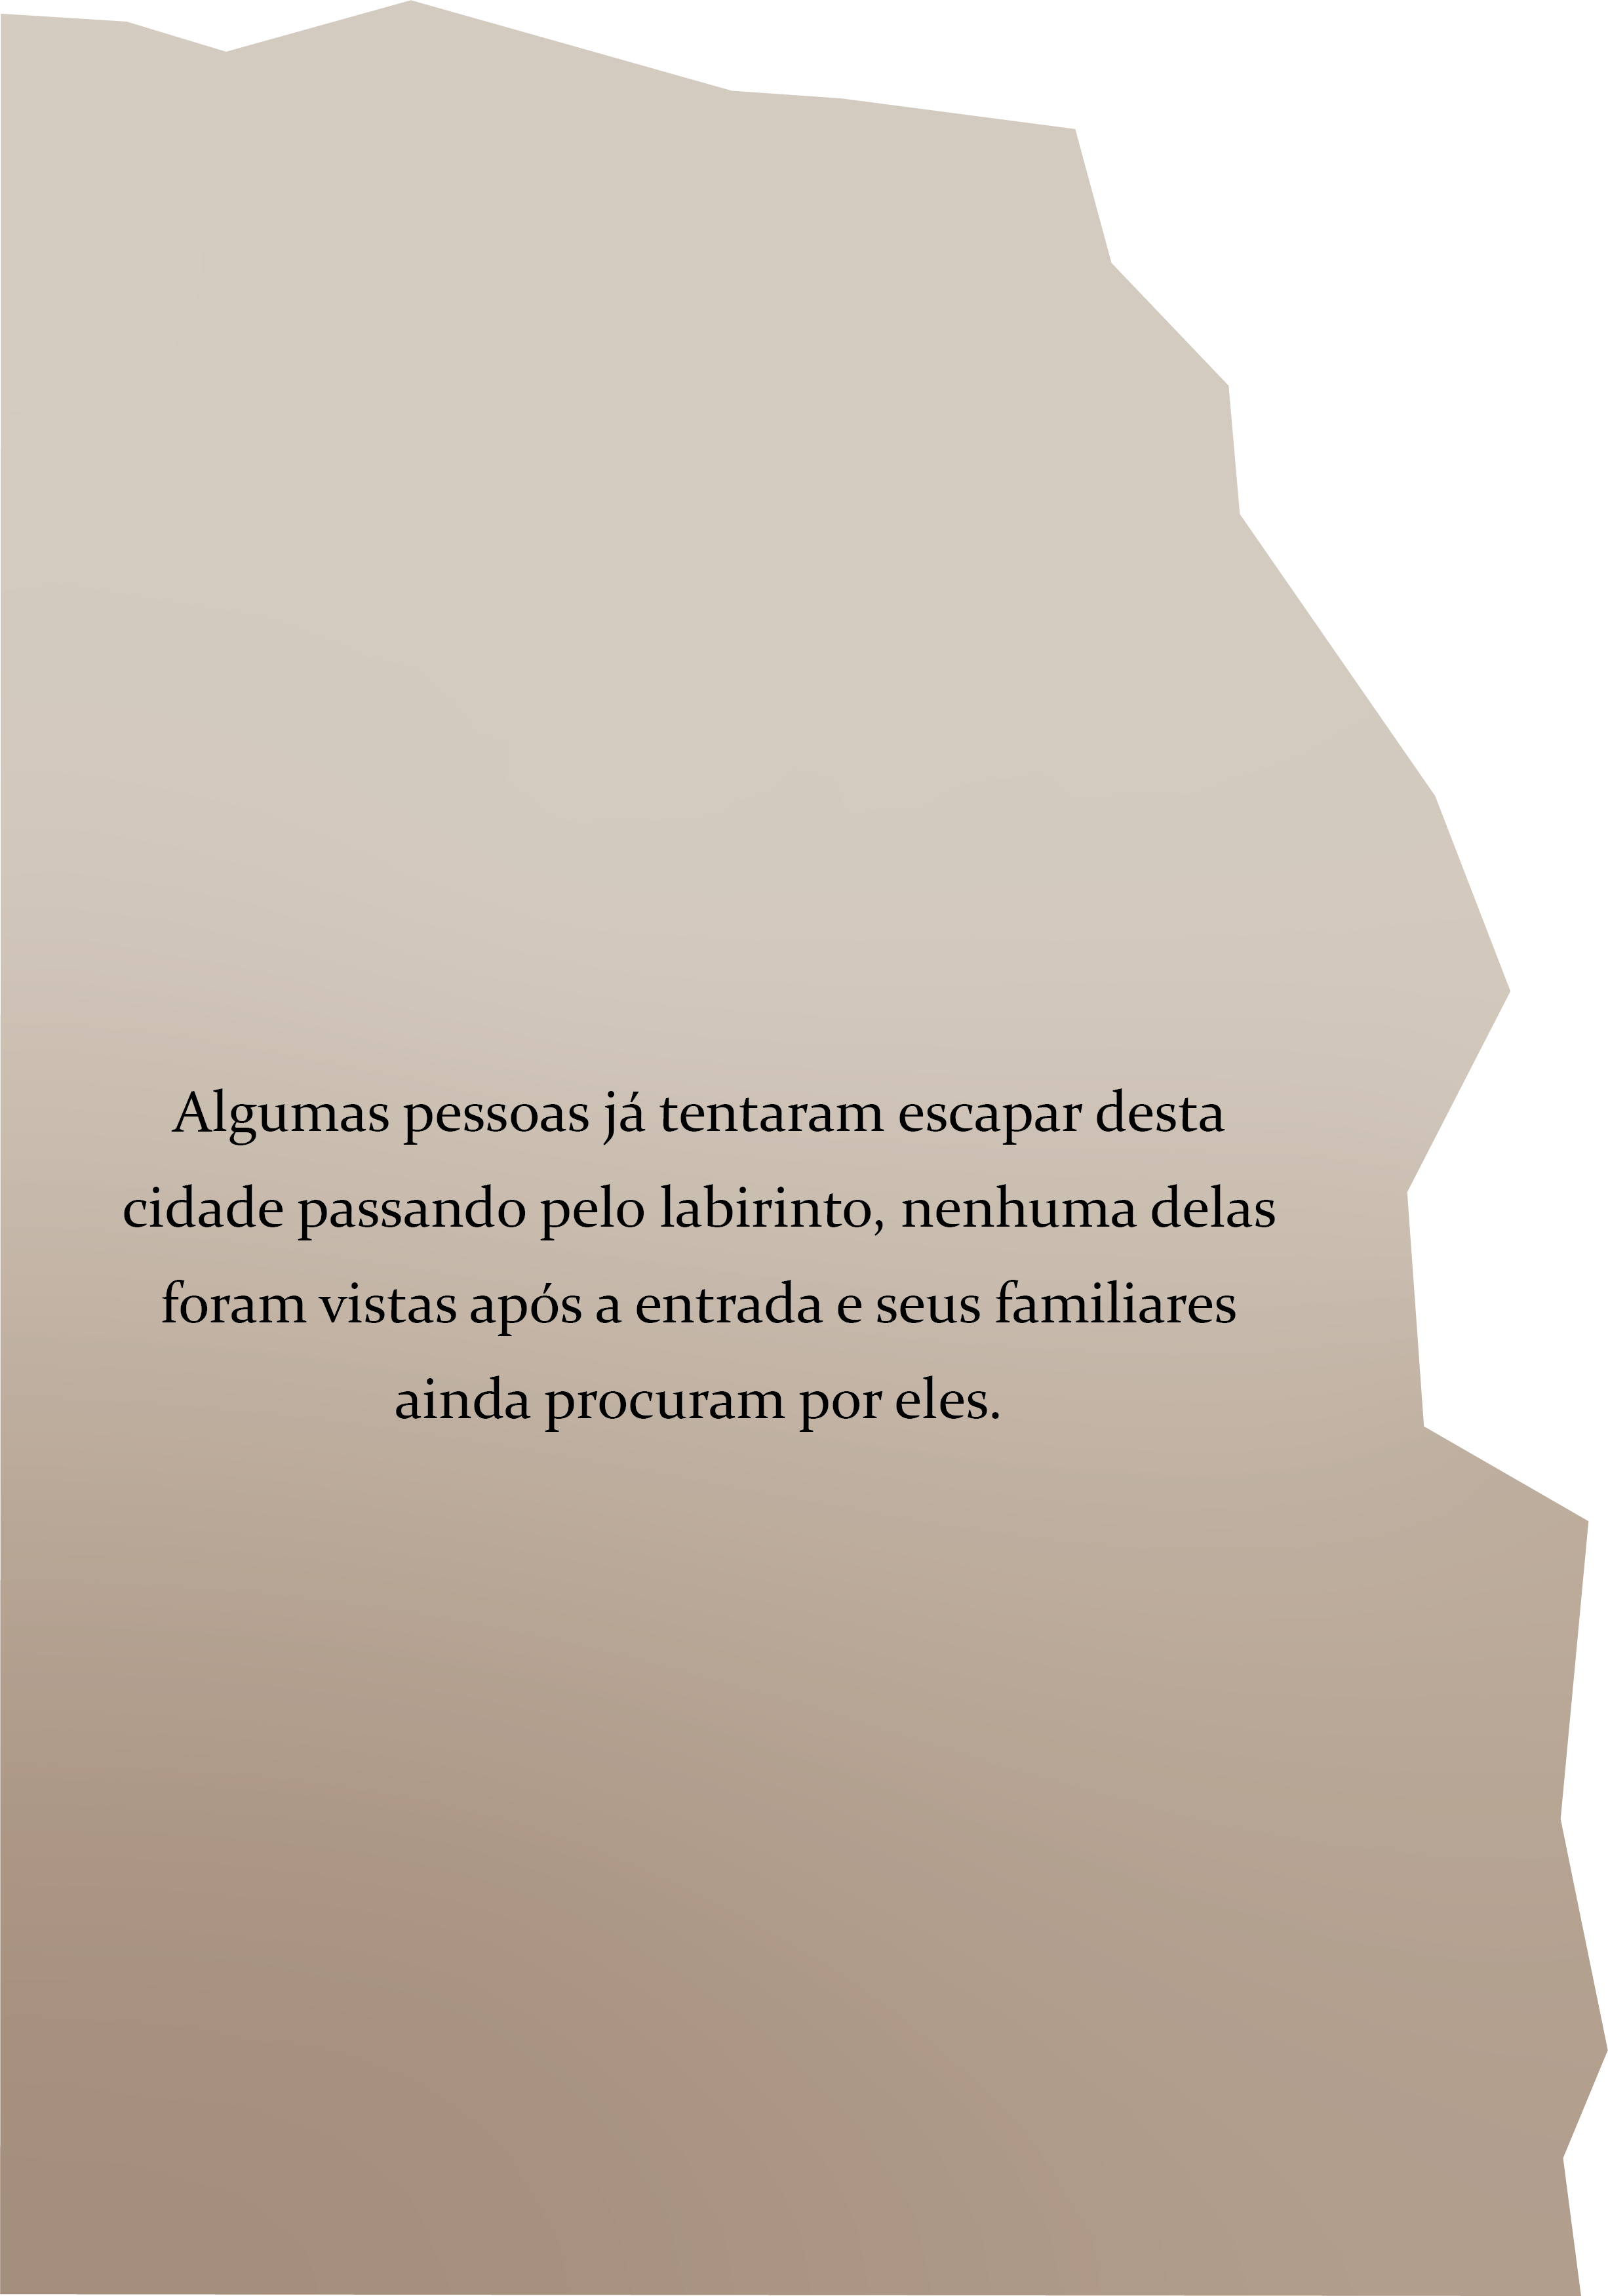 Algumas pessoas já tentaram escapar desta
cidade passando pelo labirinto, nenhuma delas
foram vistas após a entrada e seus familiares
ainda procuram por eles.